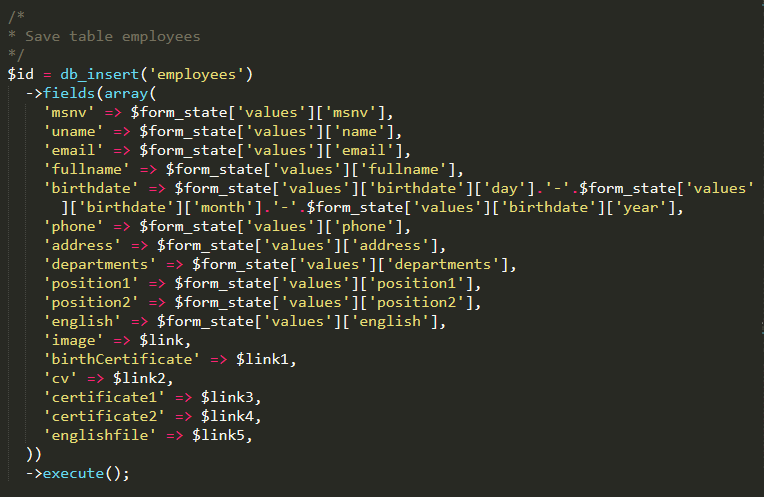 /*
* Save table employees
*/
$id = db_insert('employees')
->fields(array(
'msnv' => $form_state['values']['msnv'],
'uname' => $form_state['values']['name'],
'email' => $form_state['values']['email'],
'fullname' => $form_state['values']['fullname'],
'birthdate' => $form_state['values']['birthdate']['day'].'-'.$form_state['values'
]['birthdate']['month'].'-'.$form_state['values']['birthdate']['year'],
'phone' => $form_state['values']['phone'],
'address' => $form_state['values']['address'],
'departments' => $form_state['values']['departments'],
'position1' => $form_state['values']['position1'],
'position2' => $form_state['values']['position2'],
'english' => $form_state['values']['english'],
'image' => $link,
'birthCertificate' => $link1,
'cv' => $link2,
'certificate1' => $link3,
'certificate2' => $link4,
'englishfile' => $link5,
))
->execute();